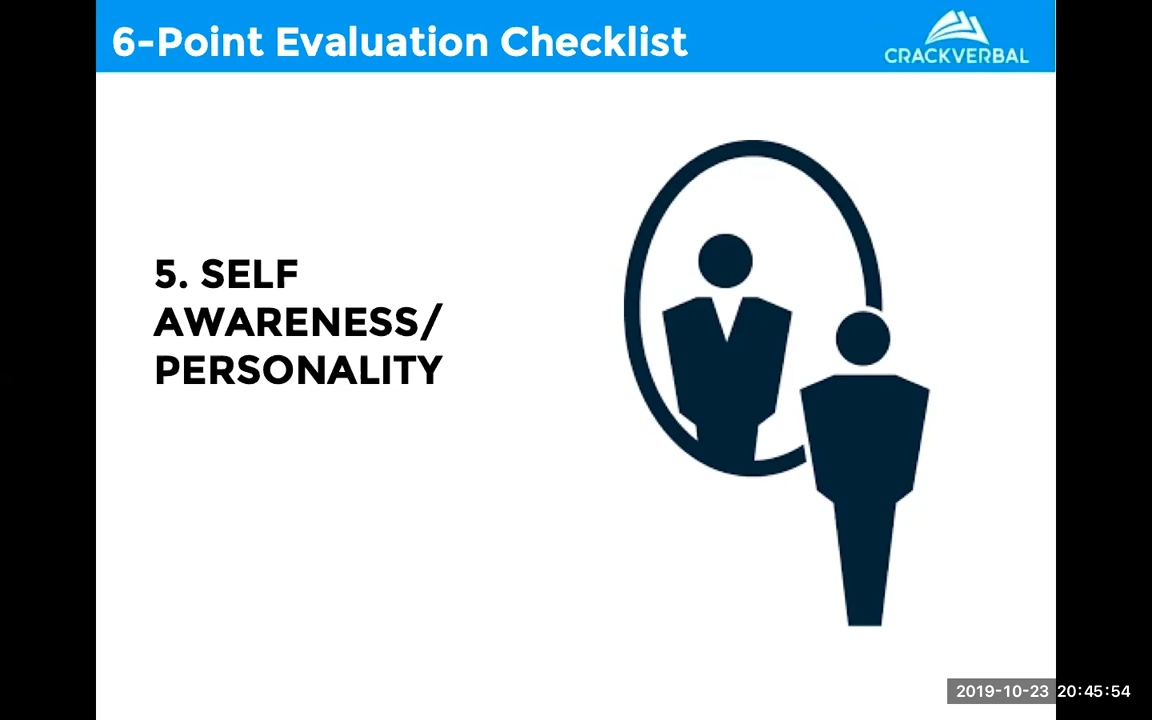 6-Point Evaluation Checklist
CRACKVERBAL
5. SELF
AWARENESS/
PERSONALITY
2019-10-23 20:45:54